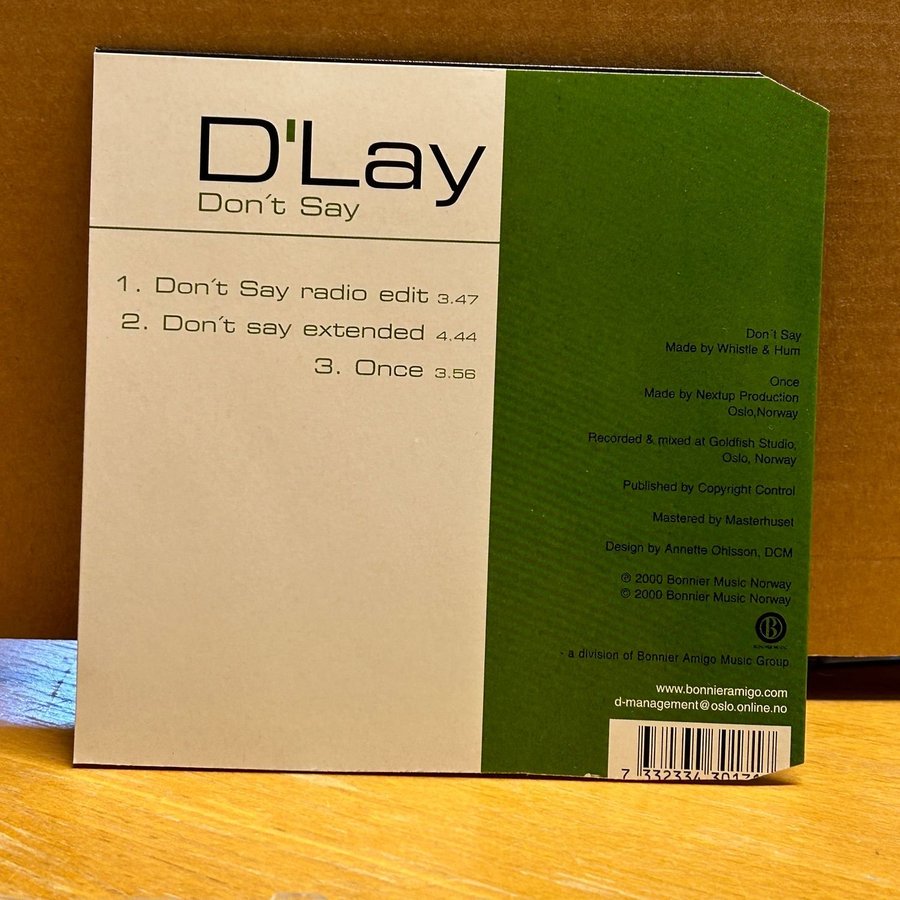 D'Lay
Don´t Say
1. Don´t Say radio edit 3.47
2. Don´t say extended 4.44
3. Once 3.56
Don´t Say
Made by Whistle & Hum
Once
Made by Nextup Production
Oslo,Norway
Recorded & mixed at Goldfish Studio,
Oslo, Norway
Published by Copyright Control
Mastered by Masterhuset
Design by Annette Ohlsson, DCM
℗ 2000 Bonnier Music Norway
© 2000 Bonnier Music Norway
B
- a division of Bonnier Amigo Music Group
www.bonnieramigo.com
d-management@oslo.online.no
7 332334